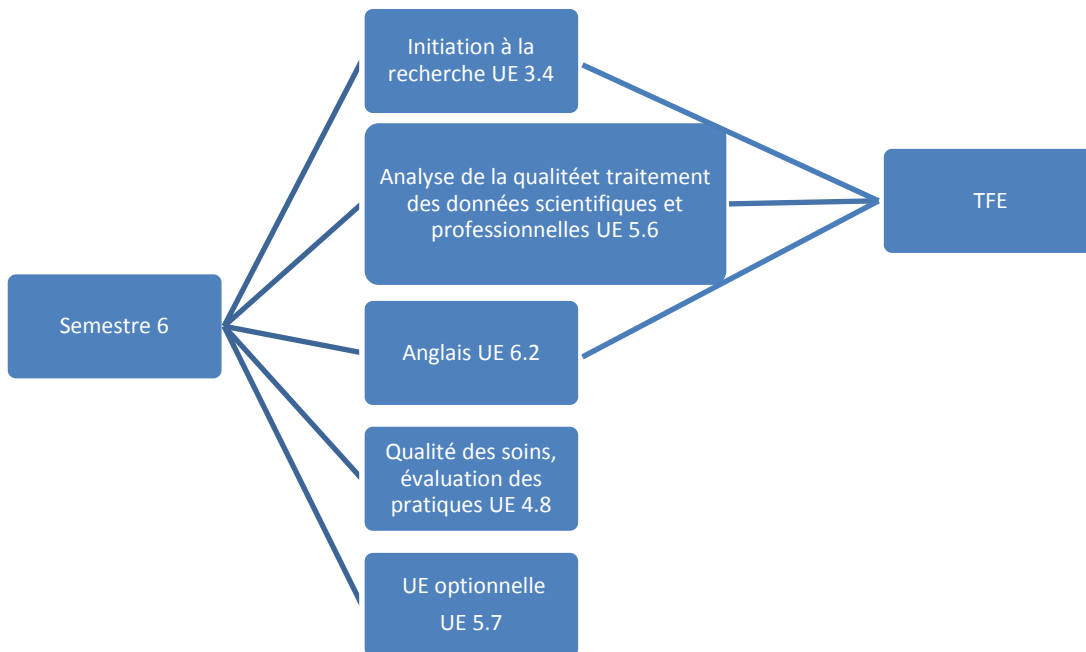 Initiation à la
recherche UE 3.4
Analyse de la qualitéet traitement
des données scientifiques et
professionnelles UE 5.6
TFE
Semestre 6
Anglais UE 6.2
Qualité des soins,
évaluation des
pratiques UE 4.8
UE optionnelle
UE 5.7